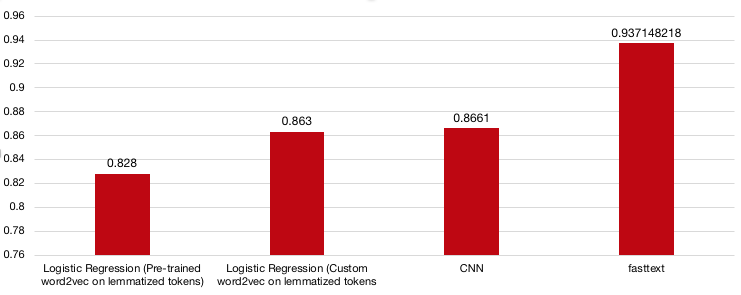 0.96
0.94
0.92
0.9
0.88
0.86
0.84
0.82
0.8
0.78
0.76
0.828
0.863
0.8661
0.937148218
Logistic Regression (Pre-trained
word2vec on lemmatized tokens)
Logistic Regression (Custom
word2vec on lemmatized tokens
CNN
fasttext